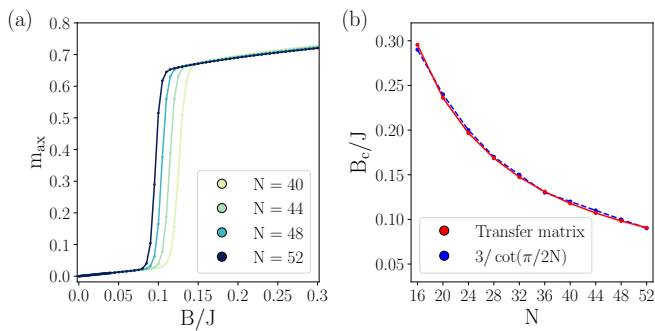 (a)
0.8
0.7
0.6
0.5
0.4
0.3
0.2
0.1
0.0
m_ax
0.0 0.05 0.1 0.15 0.2 0.25 0.3
B/J
N = 40
N = 44
N = 48
N = 52
(b)
0.30
0.25
0.20
0.15
0.10
0.05
B_c/J
16 20 24 28 32 36 40 44 48 52
N
Transfer matrix
3/ cot(π/2N)